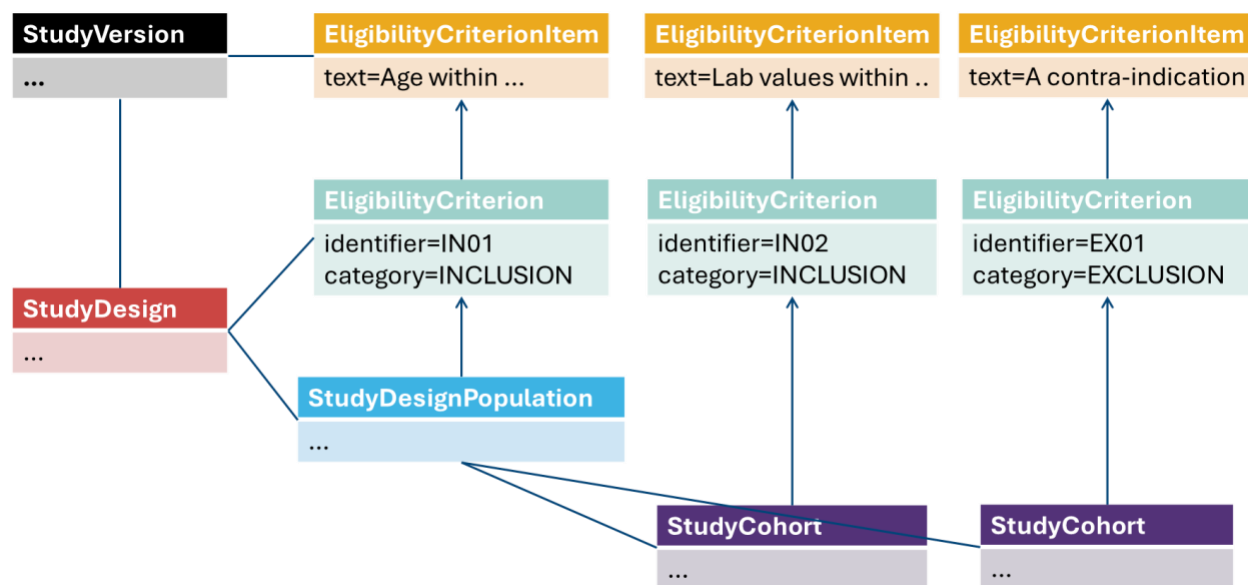 StudyVersion
...
EligibilityCriterionItem
text=Age within ...
EligibilityCriterionItem
text=Lab values within ..
EligibilityCriterionItem
text=A contra-indication
EligibilityCriterion
identifier=IN01
category=INCLUSION
EligibilityCriterion
identifier=IN02
category=INCLUSION
EligibilityCriterion
identifier=EX01
category=EXCLUSION
StudyDesign
...
StudyDesignPopulation
...
StudyCohort
...
StudyCohort
...